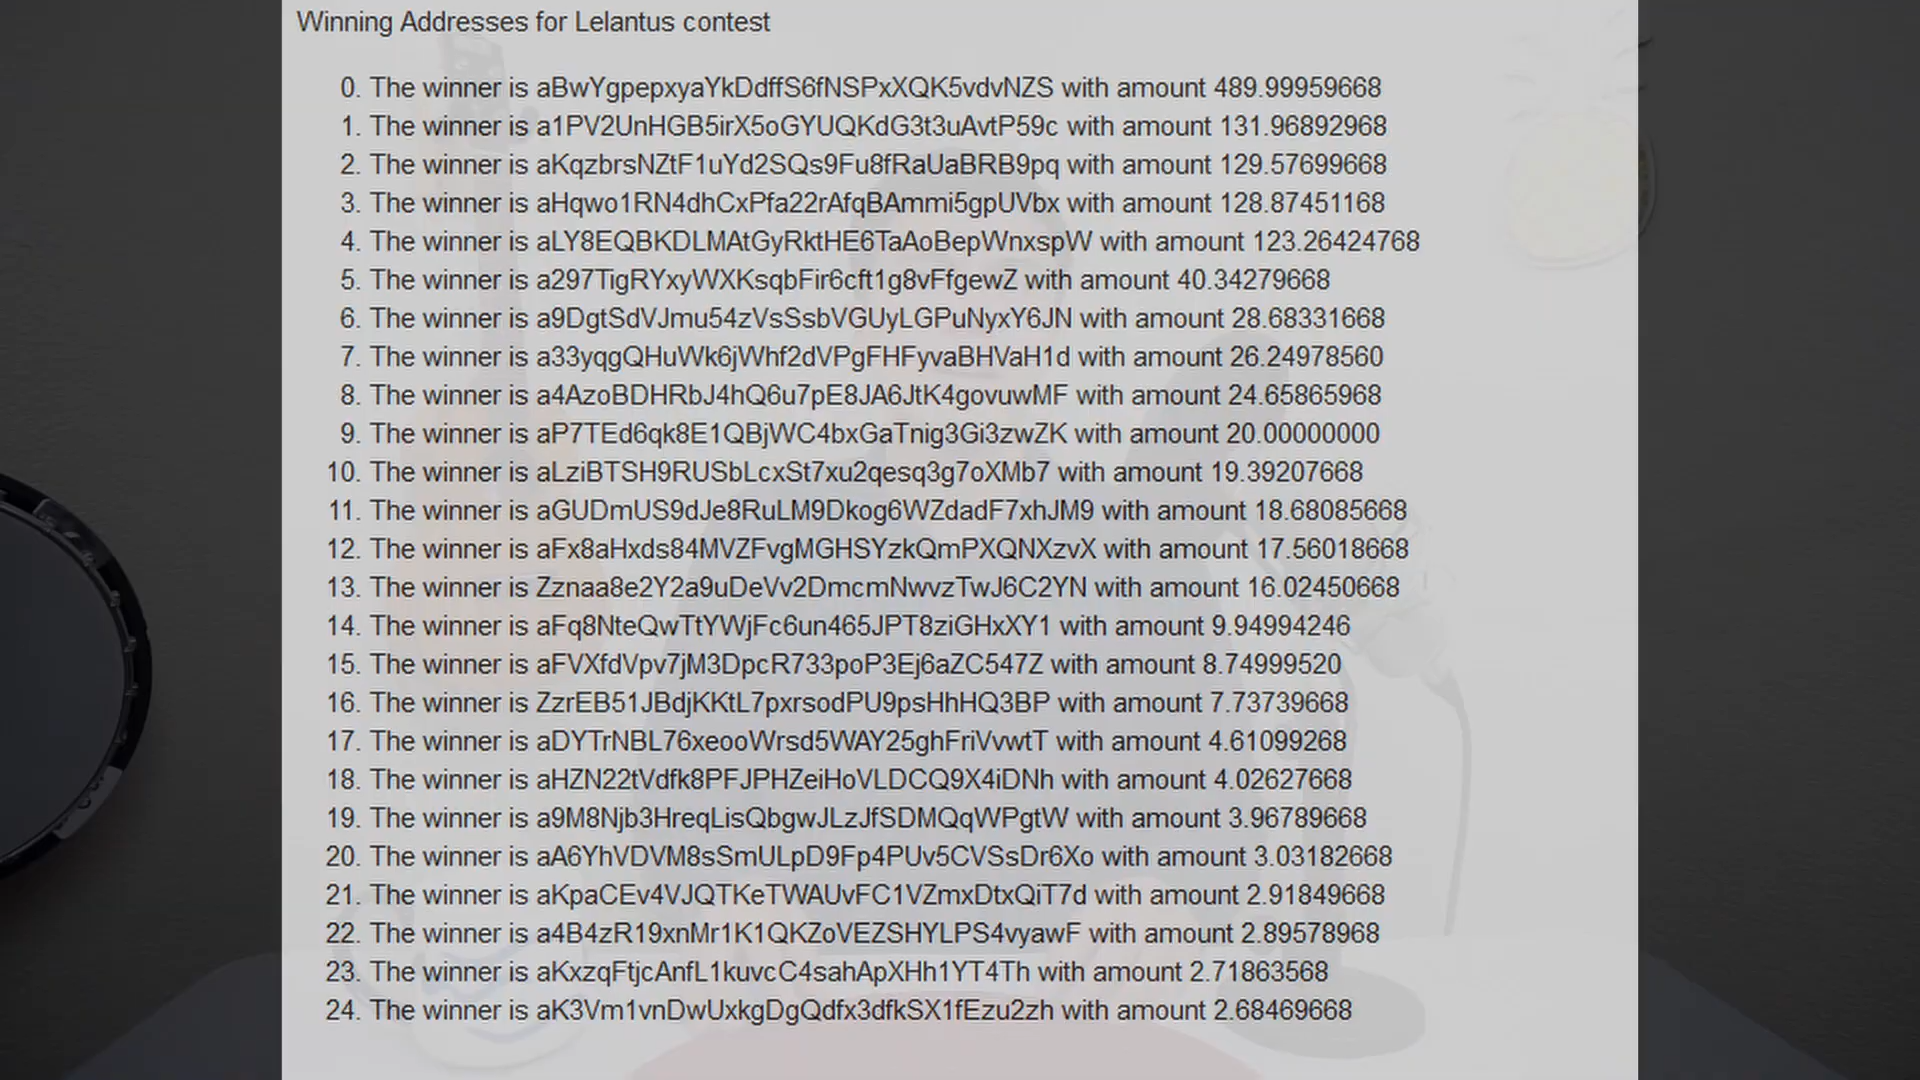 Winning Addresses for Lelantus contest
0. The winner is aBwYgpepxyaYkDdffS6fNSPxXQK5vdvNZS with amount 489.99959668
1. The winner is a1PV2UnHGB5irX5oGYUQKdG3t3uAvtP59c with amount 131.96892968
2. The winner is aKqzbrsNZtF1uYd2SQs9Fu8fRaUaBRB9pq with amount 129.57699668
3. The winner is aHqwo1RN4dhCxPfa22rAfqBAmmi5gpUVbx with amount 128.87451168
4. The winner is aLY8EQBKDLMAtGyRktHE6TaAoBepWnxspW with amount 123.26424768
5. The winner is a297TigRYxyWXKsqbFir6cft1g8vFfgewZ with amount 40.34279668
6. The winner is a9DgtSdVJmu54zVsSsbVGUyLGPuNyxY6JN with amount 28.68331668
7. The winner is a33yqgQHuWk6jWhf2dVPgFHFyvaBHVaH1d with amount 26.24978560
8. The winner is a4AzoBDHRbJ4hQ6u7pE8JA6JtK4govuwMF with amount 24.65865968
9. The winner is aP7TEd6qk8E1QBjWC4bxGaTnig3Gi3zwZK with amount 20.00000000
10. The winner is aLziBTSH9RUSbLcxSt7xu2qesq3g7oXMb7 with amount 19.39207668
11. The winner is aGUDmUS9dJe8RuLM9Dkog6WZdadF7xhJM9 with amount 18.68085668
12. The winner is aFx8aHxds84MVZFvgMGHSYzkQmPXQNXzvX with amount 17.56018668
13. The winner is Zznaa8e2Y2a9uDeVv2DmcmNwvzTwJ6C2YN with amount 16.02450668
14. The winner is aFq8NteQwTtYWjFc6un465JPT8ziGHxXY1 with amount 9.94994246
15. The winner is aFVXfdVpv7jM3DpcR733poP3Ej6aZC547Z with amount 8.74999520
16. The winner is ZzrEB51JBdjKKtL7pxrsodPU9psHhHQ3BP with amount 7.73739668
17. The winner is aDYTrNBL76xeooWrsd5WAY25ghFriVvwtT with amount 4.61099268
18. The winner is aHZN22tVdfk8PFJPHZeiHoVLDCQ9X4iDNh with amount 4.02627668
19. The winner is a9M8Njb3HreqLisQbgwJLzJfSDMQqWPgtW with amount 3.96789668
20. The winner is aA6YhVDVM8sSmULpD9Fp4PUv5CVSsDr6Xo with amount 3.03182668
21. The winner is aKpaCEv4VJQTKeTWAUvFC1VZmxDtxQiT7d with amount 2.91849668
22. The winner is a4B4zR19xnMr1K1QKZoVEZSHYLPS4vyawF with amount 2.89578968
23. The winner is aKxzqFtjcAnfL1kuvcC4sahApXHh1YT4Th with amount 2.71863568
24. The winner is aK3Vm1vnDwUxkgDgQdfx3dfkSX1fEzu2zh with amount 2.68469668